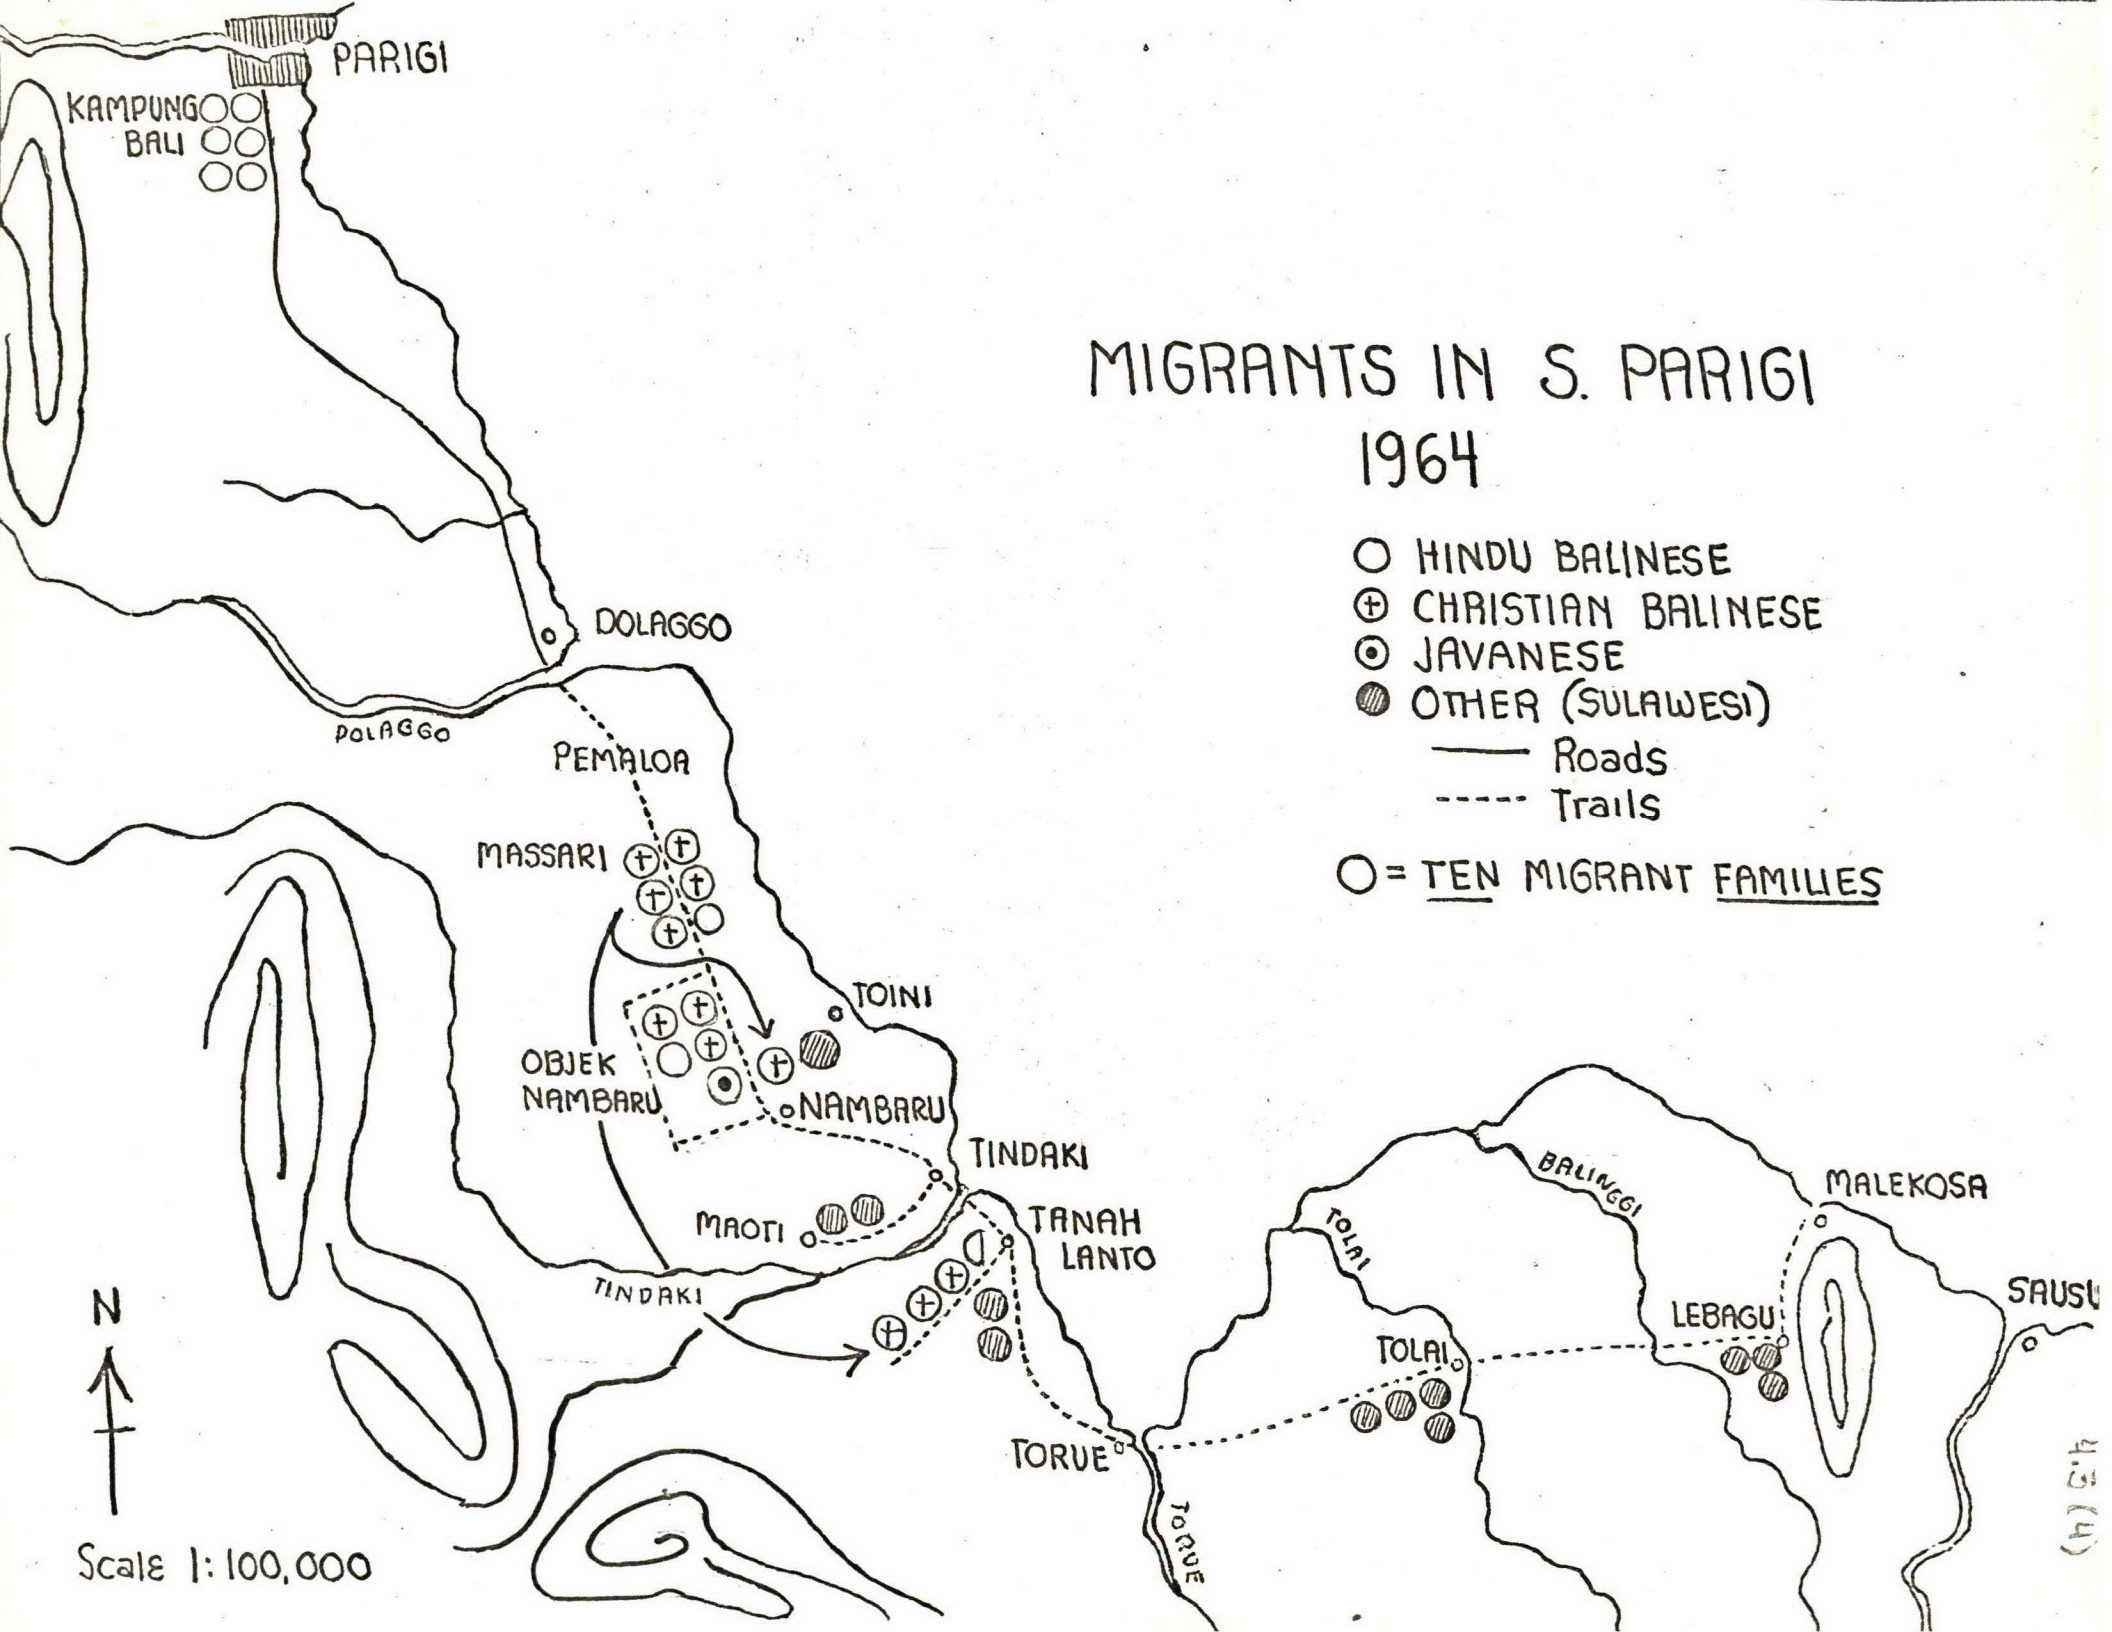 PARIGI
KAMPUNG
BALI
MIGRANTS IN S. PARIGI
1964
HINDU BALINESE
CHRISTIAN BALINESE
JAVANESE
OTHER (SULAWESI)
Roads
Trails
O = TEN MIGRANT FAMILIES
DOLAGGO
DOLAGGO
PEMALOA
MASSARI
TOINI
OBJEK
NAMBARU
NAMBARU
TINDAKI
MAOTI
TANAH
LANTO
TINDAKI
BALINGGI
MALEKOSA
TOLAI
SAUSU
LEBAGU
TOLAI
TORUE
TORUE
N
Scale 1:100,000